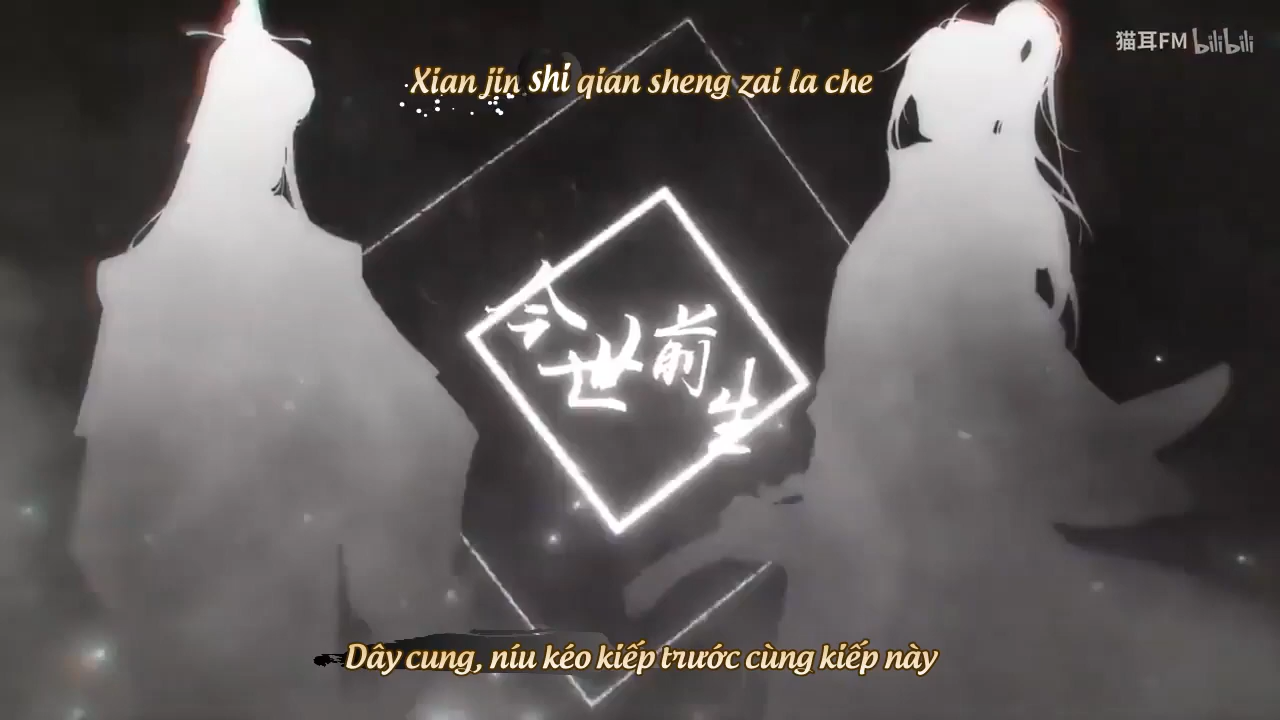 猫耳FM bilibili
Xian jin shi qian sheng zai la che
今世前生
Dây cung, níu kéo kiếp trước cùng kiếp này